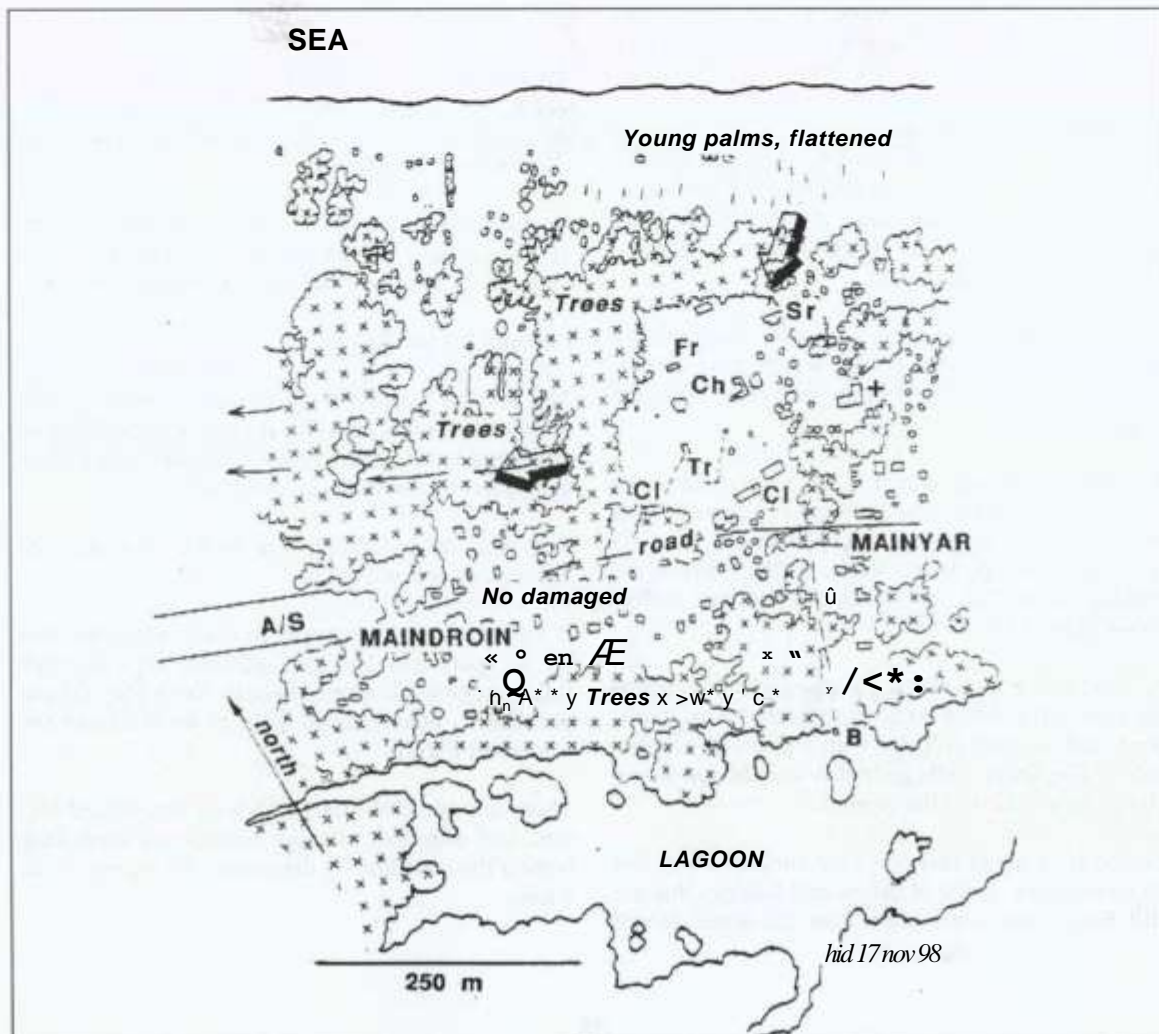 SEA
Young palms, flattened
Trees
Sr
Fr
Ch
+
Trees
Tr
Cl
Cl
road
MAINYAR
No damaged
û
A/S
MAINDROIN
« o en Æ
Trees
north
B
LAGOON
hid 17 nov 98
250 m